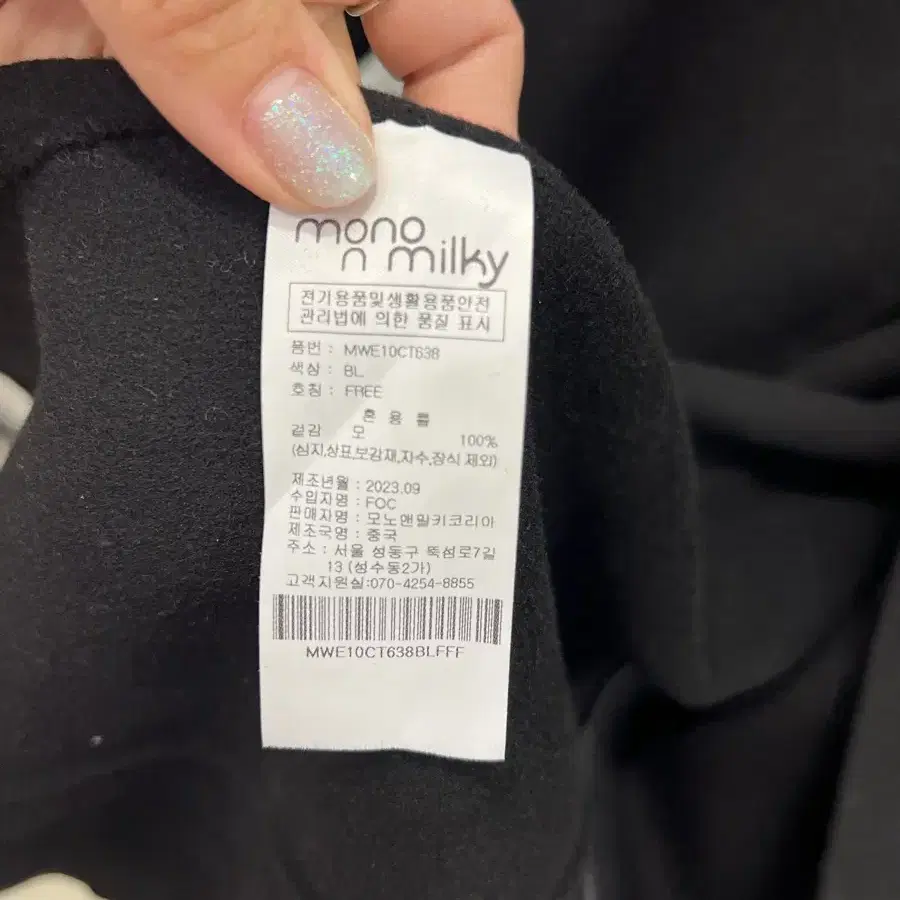 mono
n milky
전기용품및생활용품안전
관리법에 의한 품질 표시
품번 : MWE10CT638
색상 : BL
호칭 : FREE
혼 용 률
겉감 모 100%
(심지,상표,보강재,자수,장식 제외)
제조년월 : 2023.09
수입자명 : FOC
판매자명 : 모노앤밀키코리아
제조국명 : 중국
주소 : 서울 성동구 뚝섬로7길
13 (성수동2가)
고객지원실:070-4254-8855
MWE10CT638BLFFF